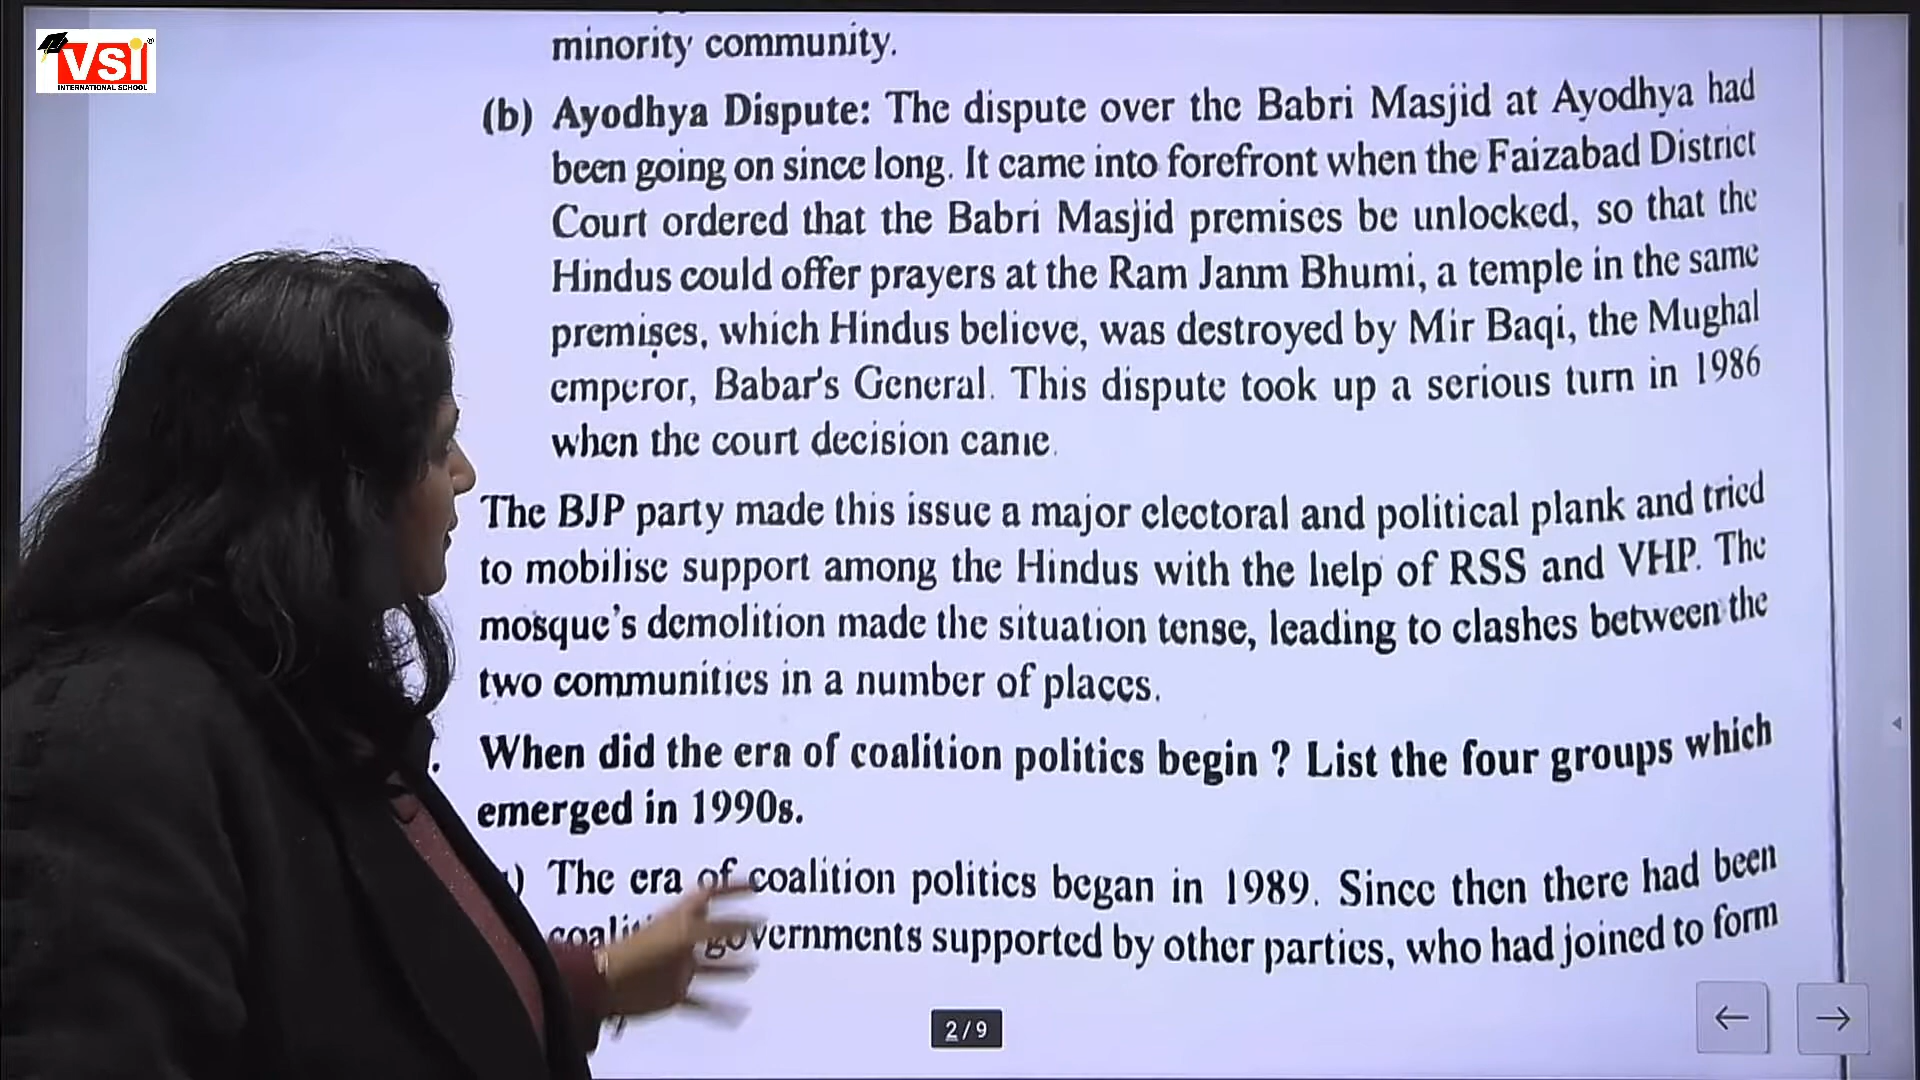 VSI
INTERNATIONAL SCHOOL
minority community.
(b) Ayodhya Dispute: The dispute over the Babri Masjid at Ayodhya had
been going on since long. It came into forefront when the Faizabad District
Court ordered that the Babri Masjid premises be unlocked, so that the
Hindus could offer prayers at the Ram Janm Bhumi, a temple in the same
premises, which Hindus believe, was destroyed by Mir Baqi, the Mughal
emperor, Babar's General. This dispute took up a serious turn in 1986
when the court decision came.
The BJP party made this issue a major electoral and political plank and tried
to mobilise support among the Hindus with the help of RSS and VHP. The
mosque's demolition made the situation tense, leading to clashes between the
two communities in a number of places.
When did the era of coalition politics begin ? List the four groups which
emerged in 1990s.
The era of coalition politics began in 1989. Since then there had been
governments supported by other parties, who had joined to form
2/9